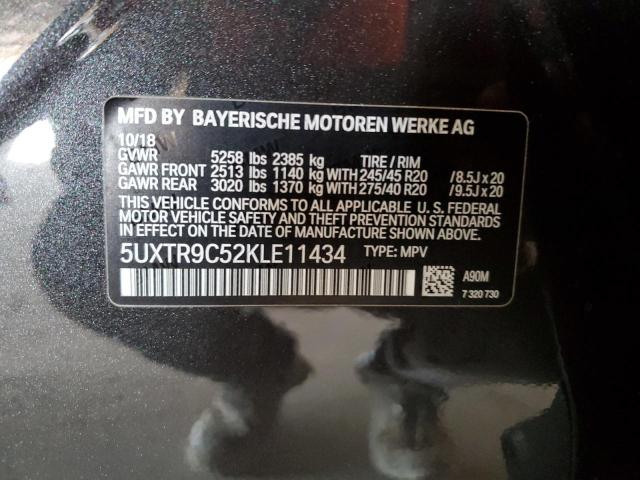 MFD BY BAYERISCHE MOTOREN WERKE AG
10/18
GVWR 5258 lbs 2385 kg TIRE / RIM
GAWR FRONT 2513 lbs 1140 kg WITH 245/45 R20 /8.5J x 20
GAWR REAR 3020 lbs 1370 kg WITH 275/40 R20 /9.5J x 20
THIS VEHICLE CONFORMS TO ALL APPLICABLE U. S. FEDERAL
MOTOR VEHICLE SAFETY AND THEFT PREVENTION STANDARDS
IN EFFECT ON THE DATE OF MANUFACTURE SHOWN ABOVE.
5UXTR9C52KLE11434 TYPE: MPV
A90M
7 320 730